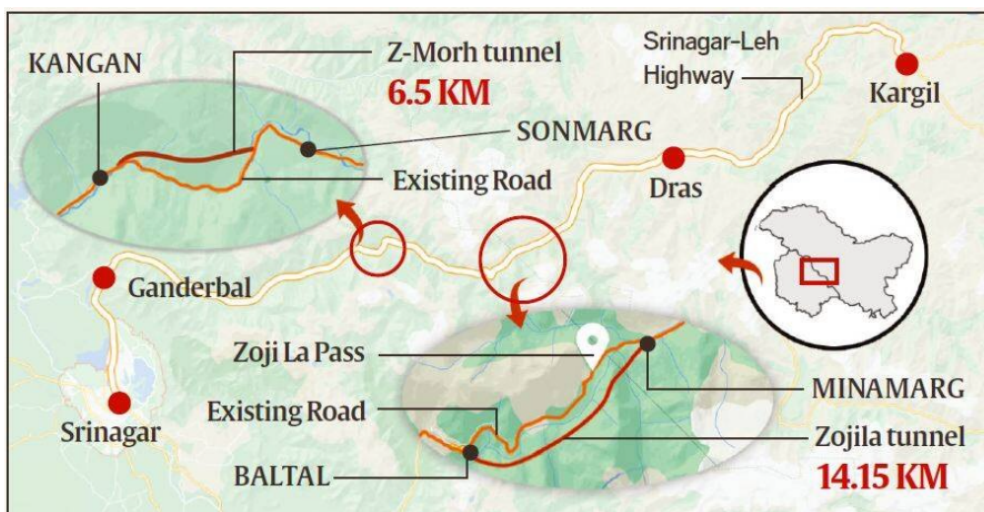 KANGAN
Z-Morh tunnel
6.5 KM
Srinagar-Leh
Highway
Kargil
SONMARG
Existing Road
Dras
Ganderbal
Zoji La Pass
MINAMARG
Existing Road
Srinagar
Zojila tunnel
BALTAL
14.15 KM